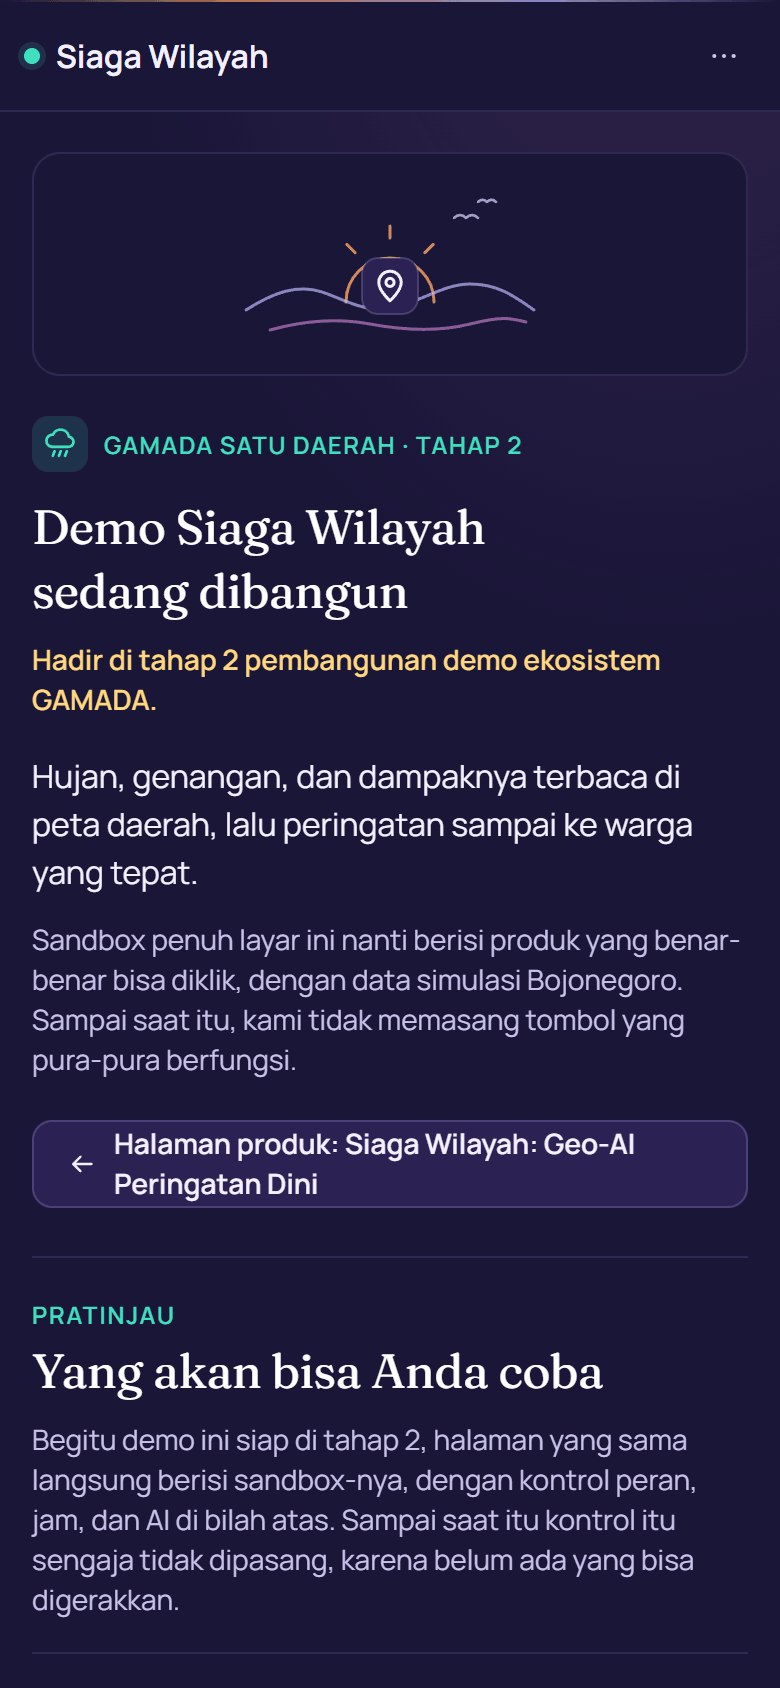 Siaga Wilayah
GAMADA SATU DAERAH · TAHAP 2
Demo Siaga Wilayah
sedang dibangun
Hadir di tahap 2 pembangunan demo ekosistem
GAMADA.
Hujan, genangan, dan dampaknya terbaca di
peta daerah, lalu peringatan sampai ke warga
yang tepat.
Sandbox penuh layar ini nanti berisi produk yang benar-
benar bisa diklik, dengan data simulasi Bojonegoro.
Sampai saat itu, kami tidak memasang tombol yang
pura-pura berfungsi.
Halaman produk: Siaga Wilayah: Geo-AI
Peringatan Dini
PRATINJAU
Yang akan bisa Anda coba
Begitu demo ini siap di tahap 2, halaman yang sama
langsung berisi sandbox-nya, dengan kontrol peran,
jam, dan AI di bilah atas. Sampai saat itu kontrol itu
sengaja tidak dipasang, karena belum ada yang bisa
digerakkan.